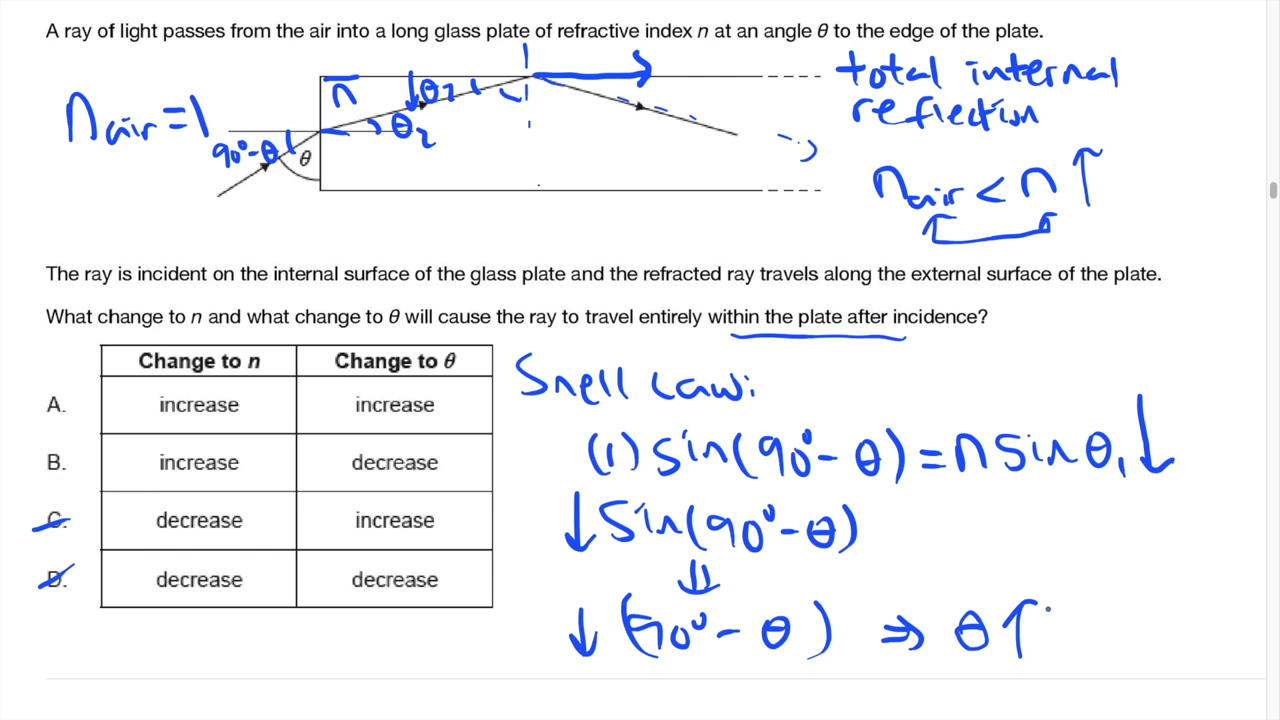 A ray of light passes from the air into a long glass plate of refractive index n at an angle θ to the edge of the plate.
n air = 1
90° - θ
θ
n
θ₂
θ₂
total internal
reflection
n air < n ↑
The ray is incident on the internal surface of the glass plate and the refracted ray travels along the external surface of the plate.
What change to n and what change to θ will cause the ray to travel entirely within the plate after incidence?
Change to n Change to θ
A. increase increase
B. increase decrease
C. decrease increase
D. decrease decrease
Snell Law:
(1) sin(90° - θ) = n sin θ₁ ↓
↓ sin(90° - θ)
⇓
↓ (90° - θ) ⇒ θ ↑